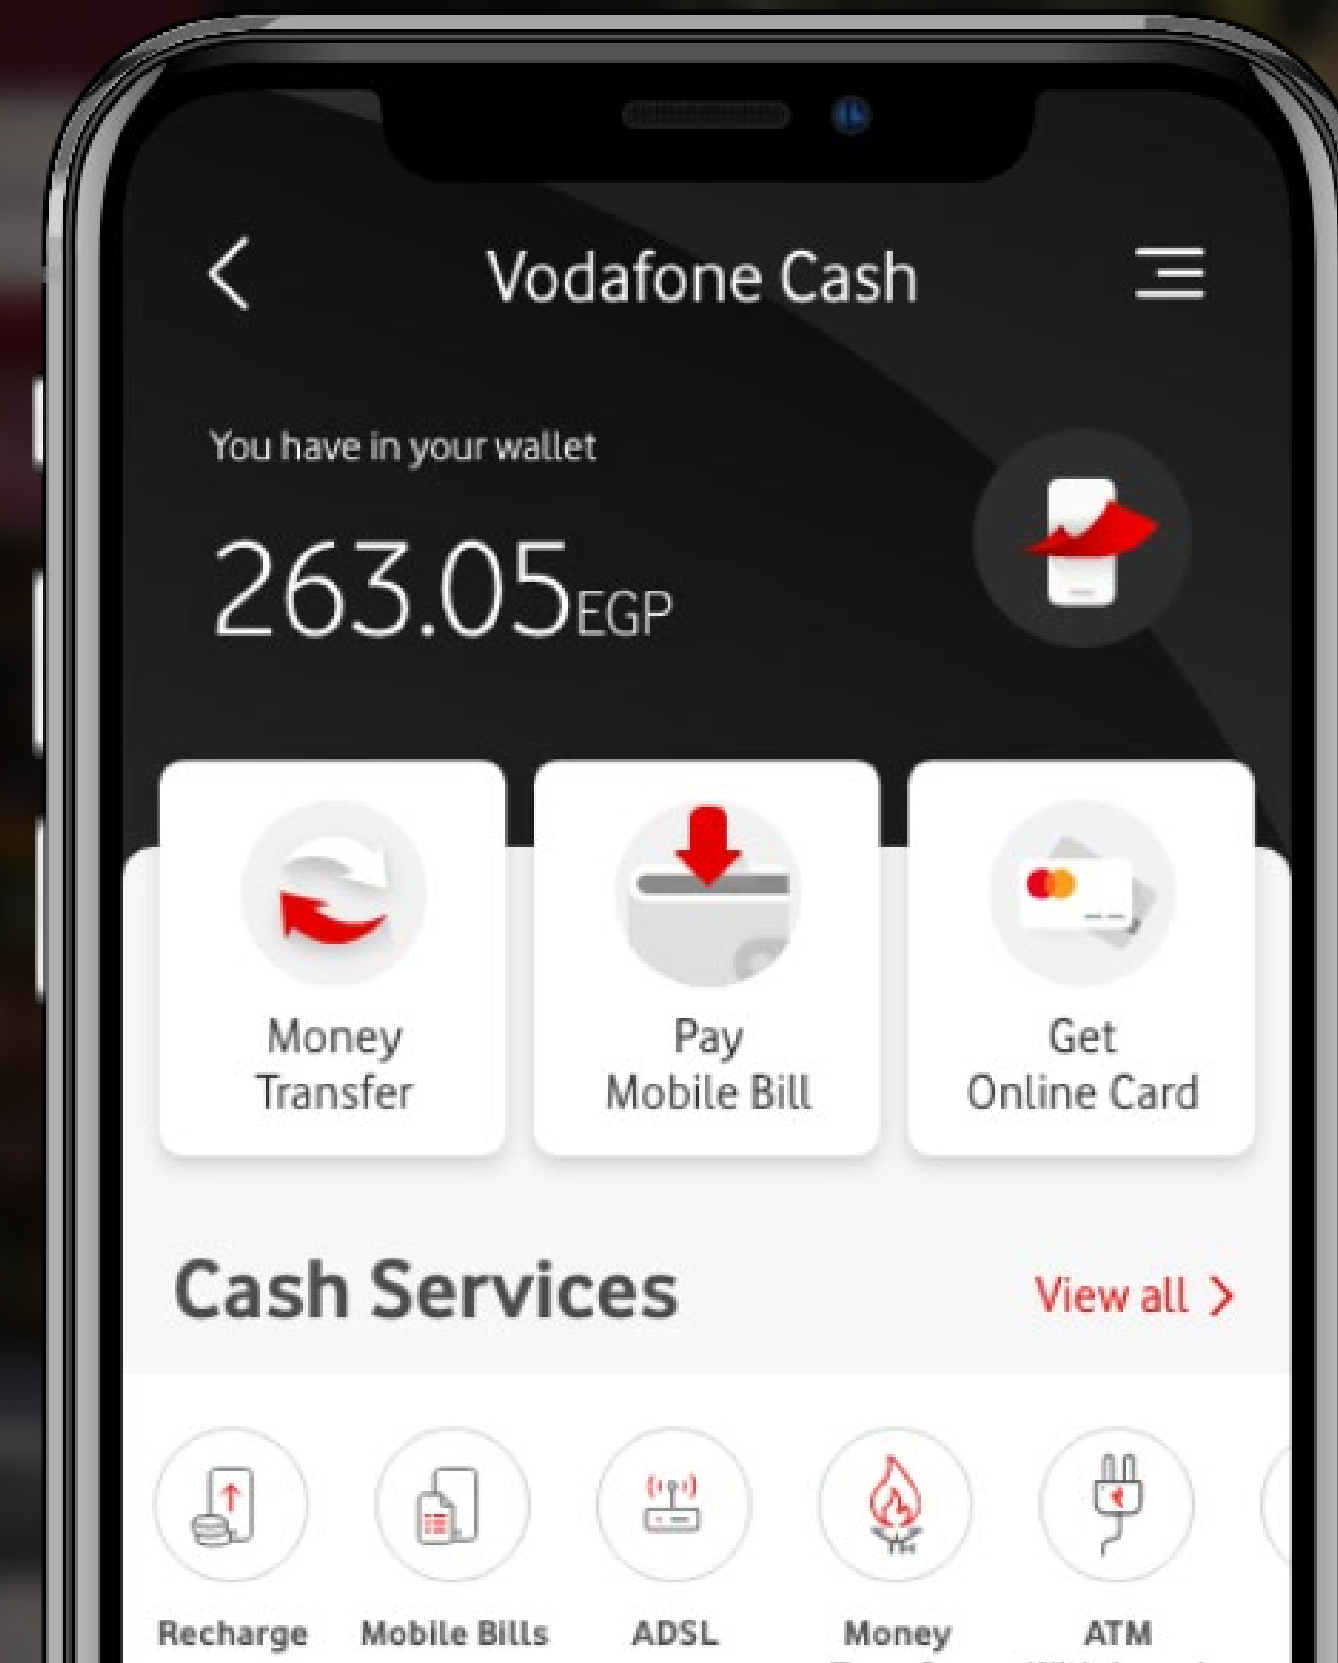 Vodafone Cash
You have in your wallet
263.05EGP
Money
Transfer
Pay
Mobile Bill
Get
Online Card
Cash Services
View all
Recharge
Mobile Bills
ADSL
Money
ATM